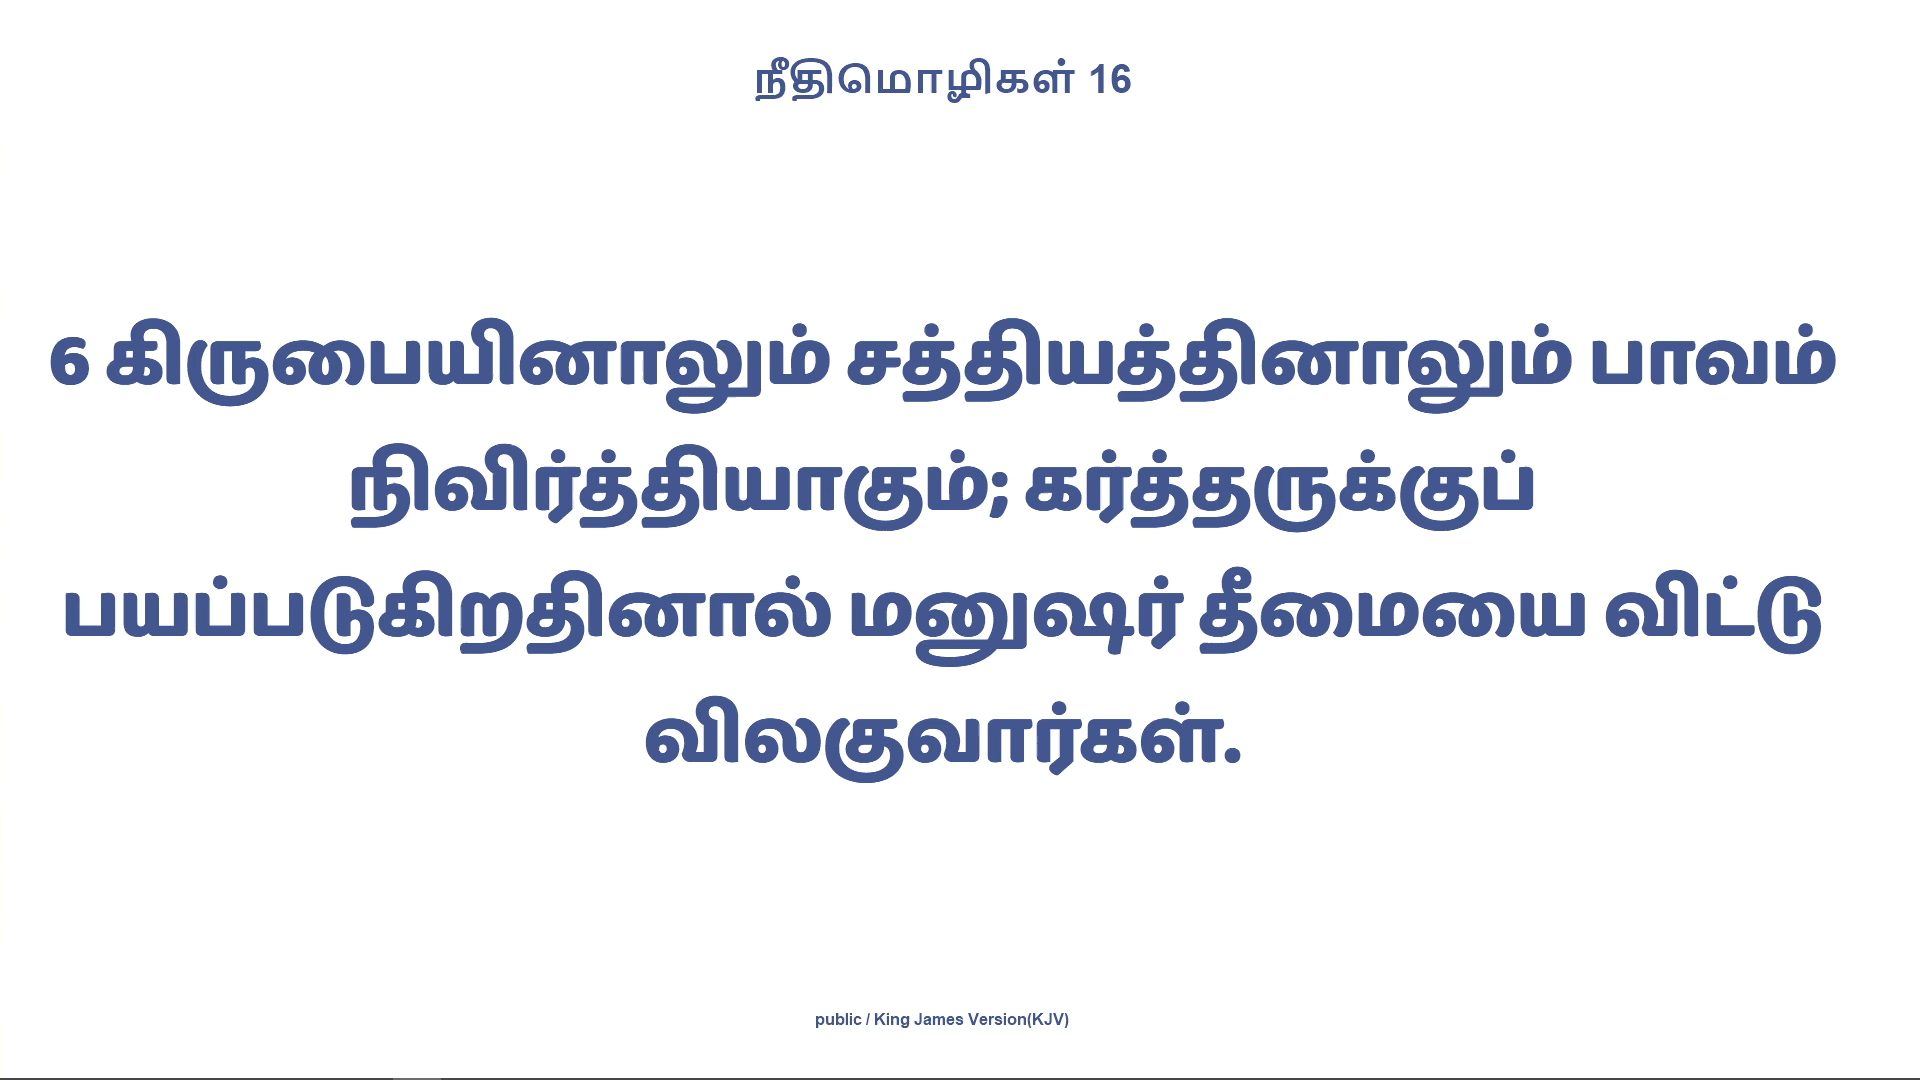 நீதிமொழிகள் 16
6 கிருபையினாலும் சத்தியத்தினாலும் பாவம்
நிவிர்த்தியாகும்; கர்த்தருக்குப்
பயப்படுகிறதினால் மனுஷர் தீமையை விட்டு
விலகுவார்கள்.
public / King James Version(KJV)